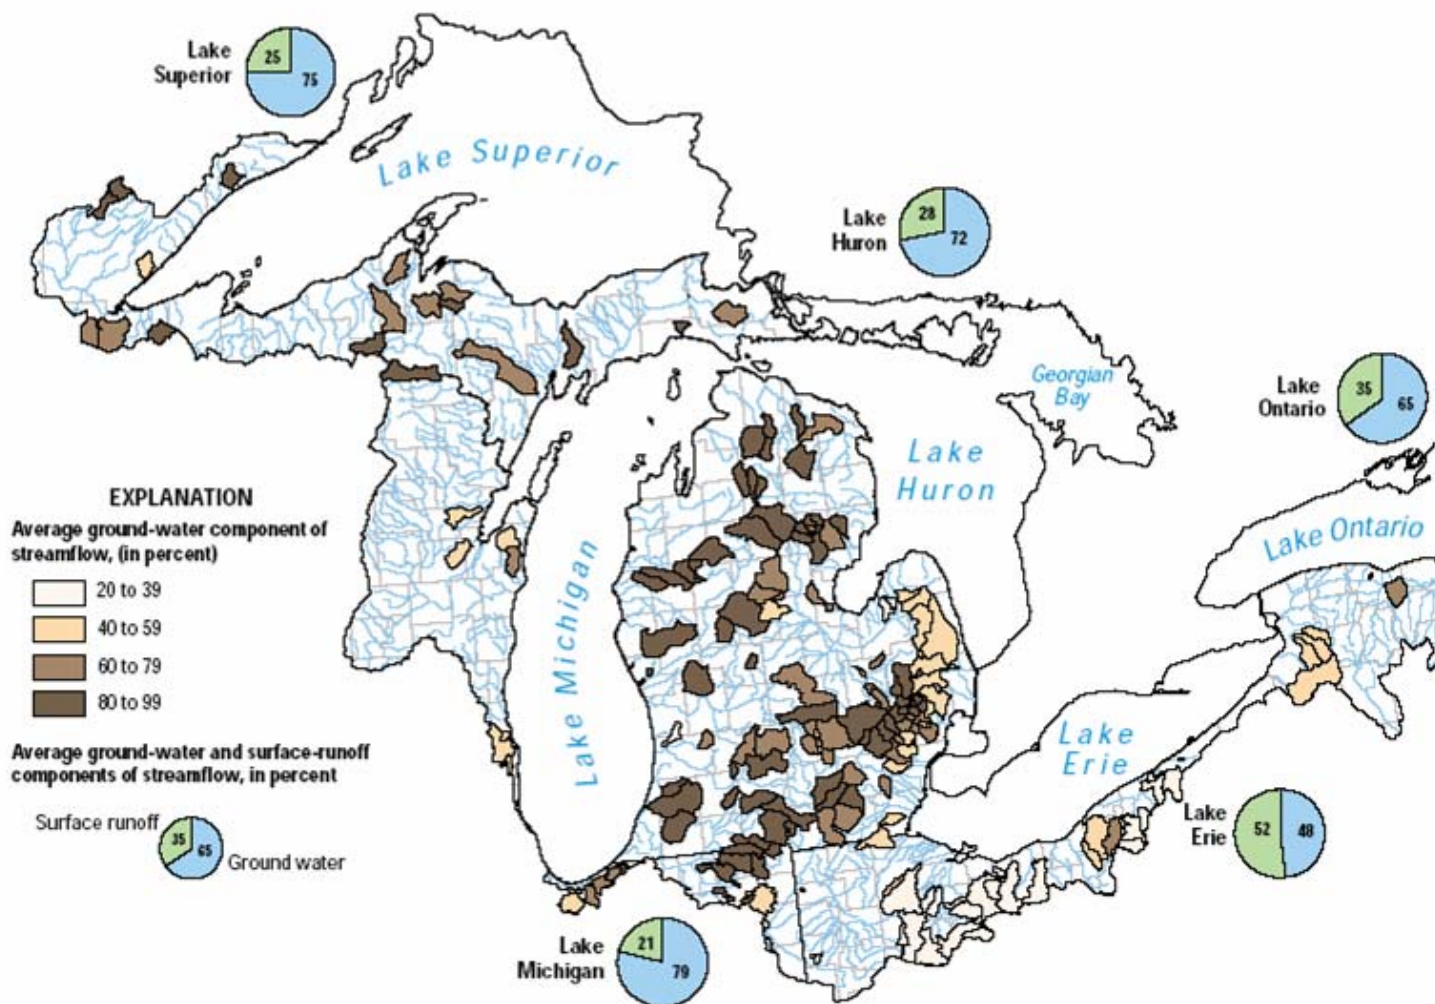 Lake
Superior
25
75
Lake Superior
Lake
Huron
28
72
Georgian
Bay
Lake
Ontario
35
65
Lake
Huron
Lake Ontario
EXPLANATION
Average ground-water component of
streamflow, (in percent)
20 to 39
40 to 59
60 to 79
80 to 99
Lake Michigan
Average ground-water and surface-runoff
components of streamflow, in percent
Surface runoff
35
65
Ground water
Lake
Erie
Lake
Erie
52
48
Lake
Michigan
21
79